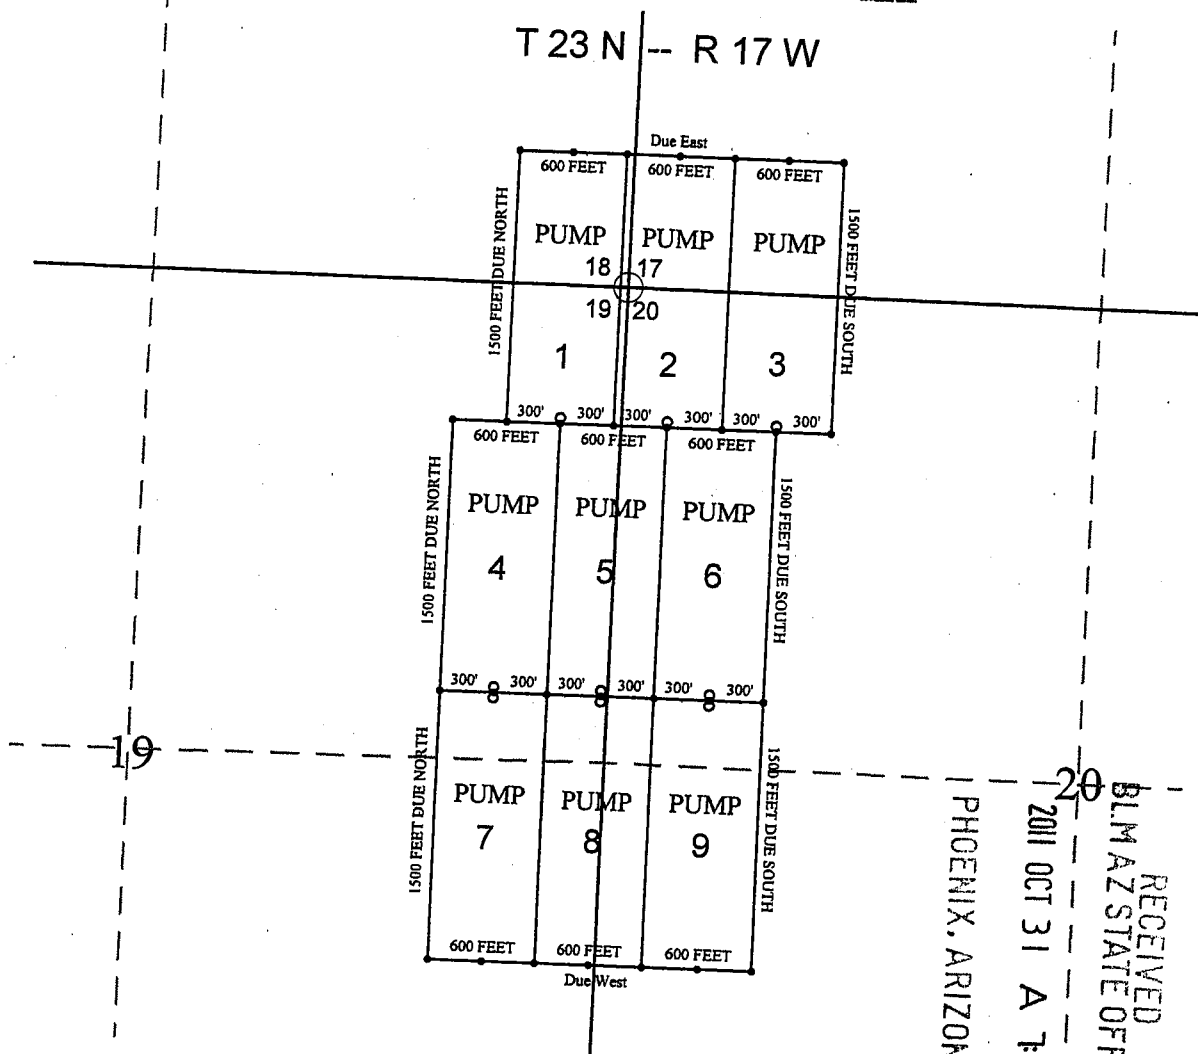 T 23 N -- R 17 W
Due East
600 FEET 600 FEET 600 FEET
1500 FEET DUE NORTH
PUMP PUMP PUMP
1500 FEET DUE SOUTH
18 17
19 20
1 2 3
300' 300' 300' 300' 300' 300'
600 FEET 600 FEET 600 FEET
1500 FEET DUE NORTH
PUMP PUMP PUMP
1500 FEET DUE SOUTH
4 5 6
300' 300' 300' 300' 300' 300'
19
20
1500 FEET DUE NORTH
PUMP PUMP PUMP
1500 FEET DUE SOUTH
7 8 9
600 FEET 600 FEET 600 FEET
Due West
RECEIVED
BLM AZ STATE OFF
2011 OCT 31 A
PHOENIX, ARIZON